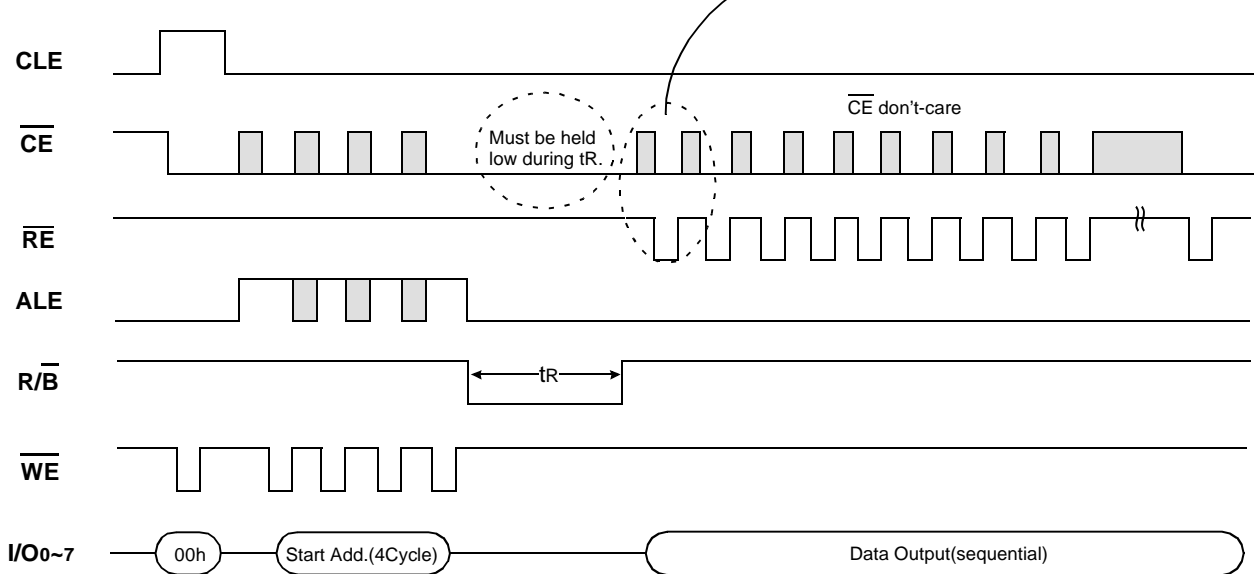 CLE
CE
Must be held
low during tR.
CE don't-care
RE
ALE
R/B
tR
WE
I/O0~7
00h
Start Add.(4Cycle)
Data Output(sequential)